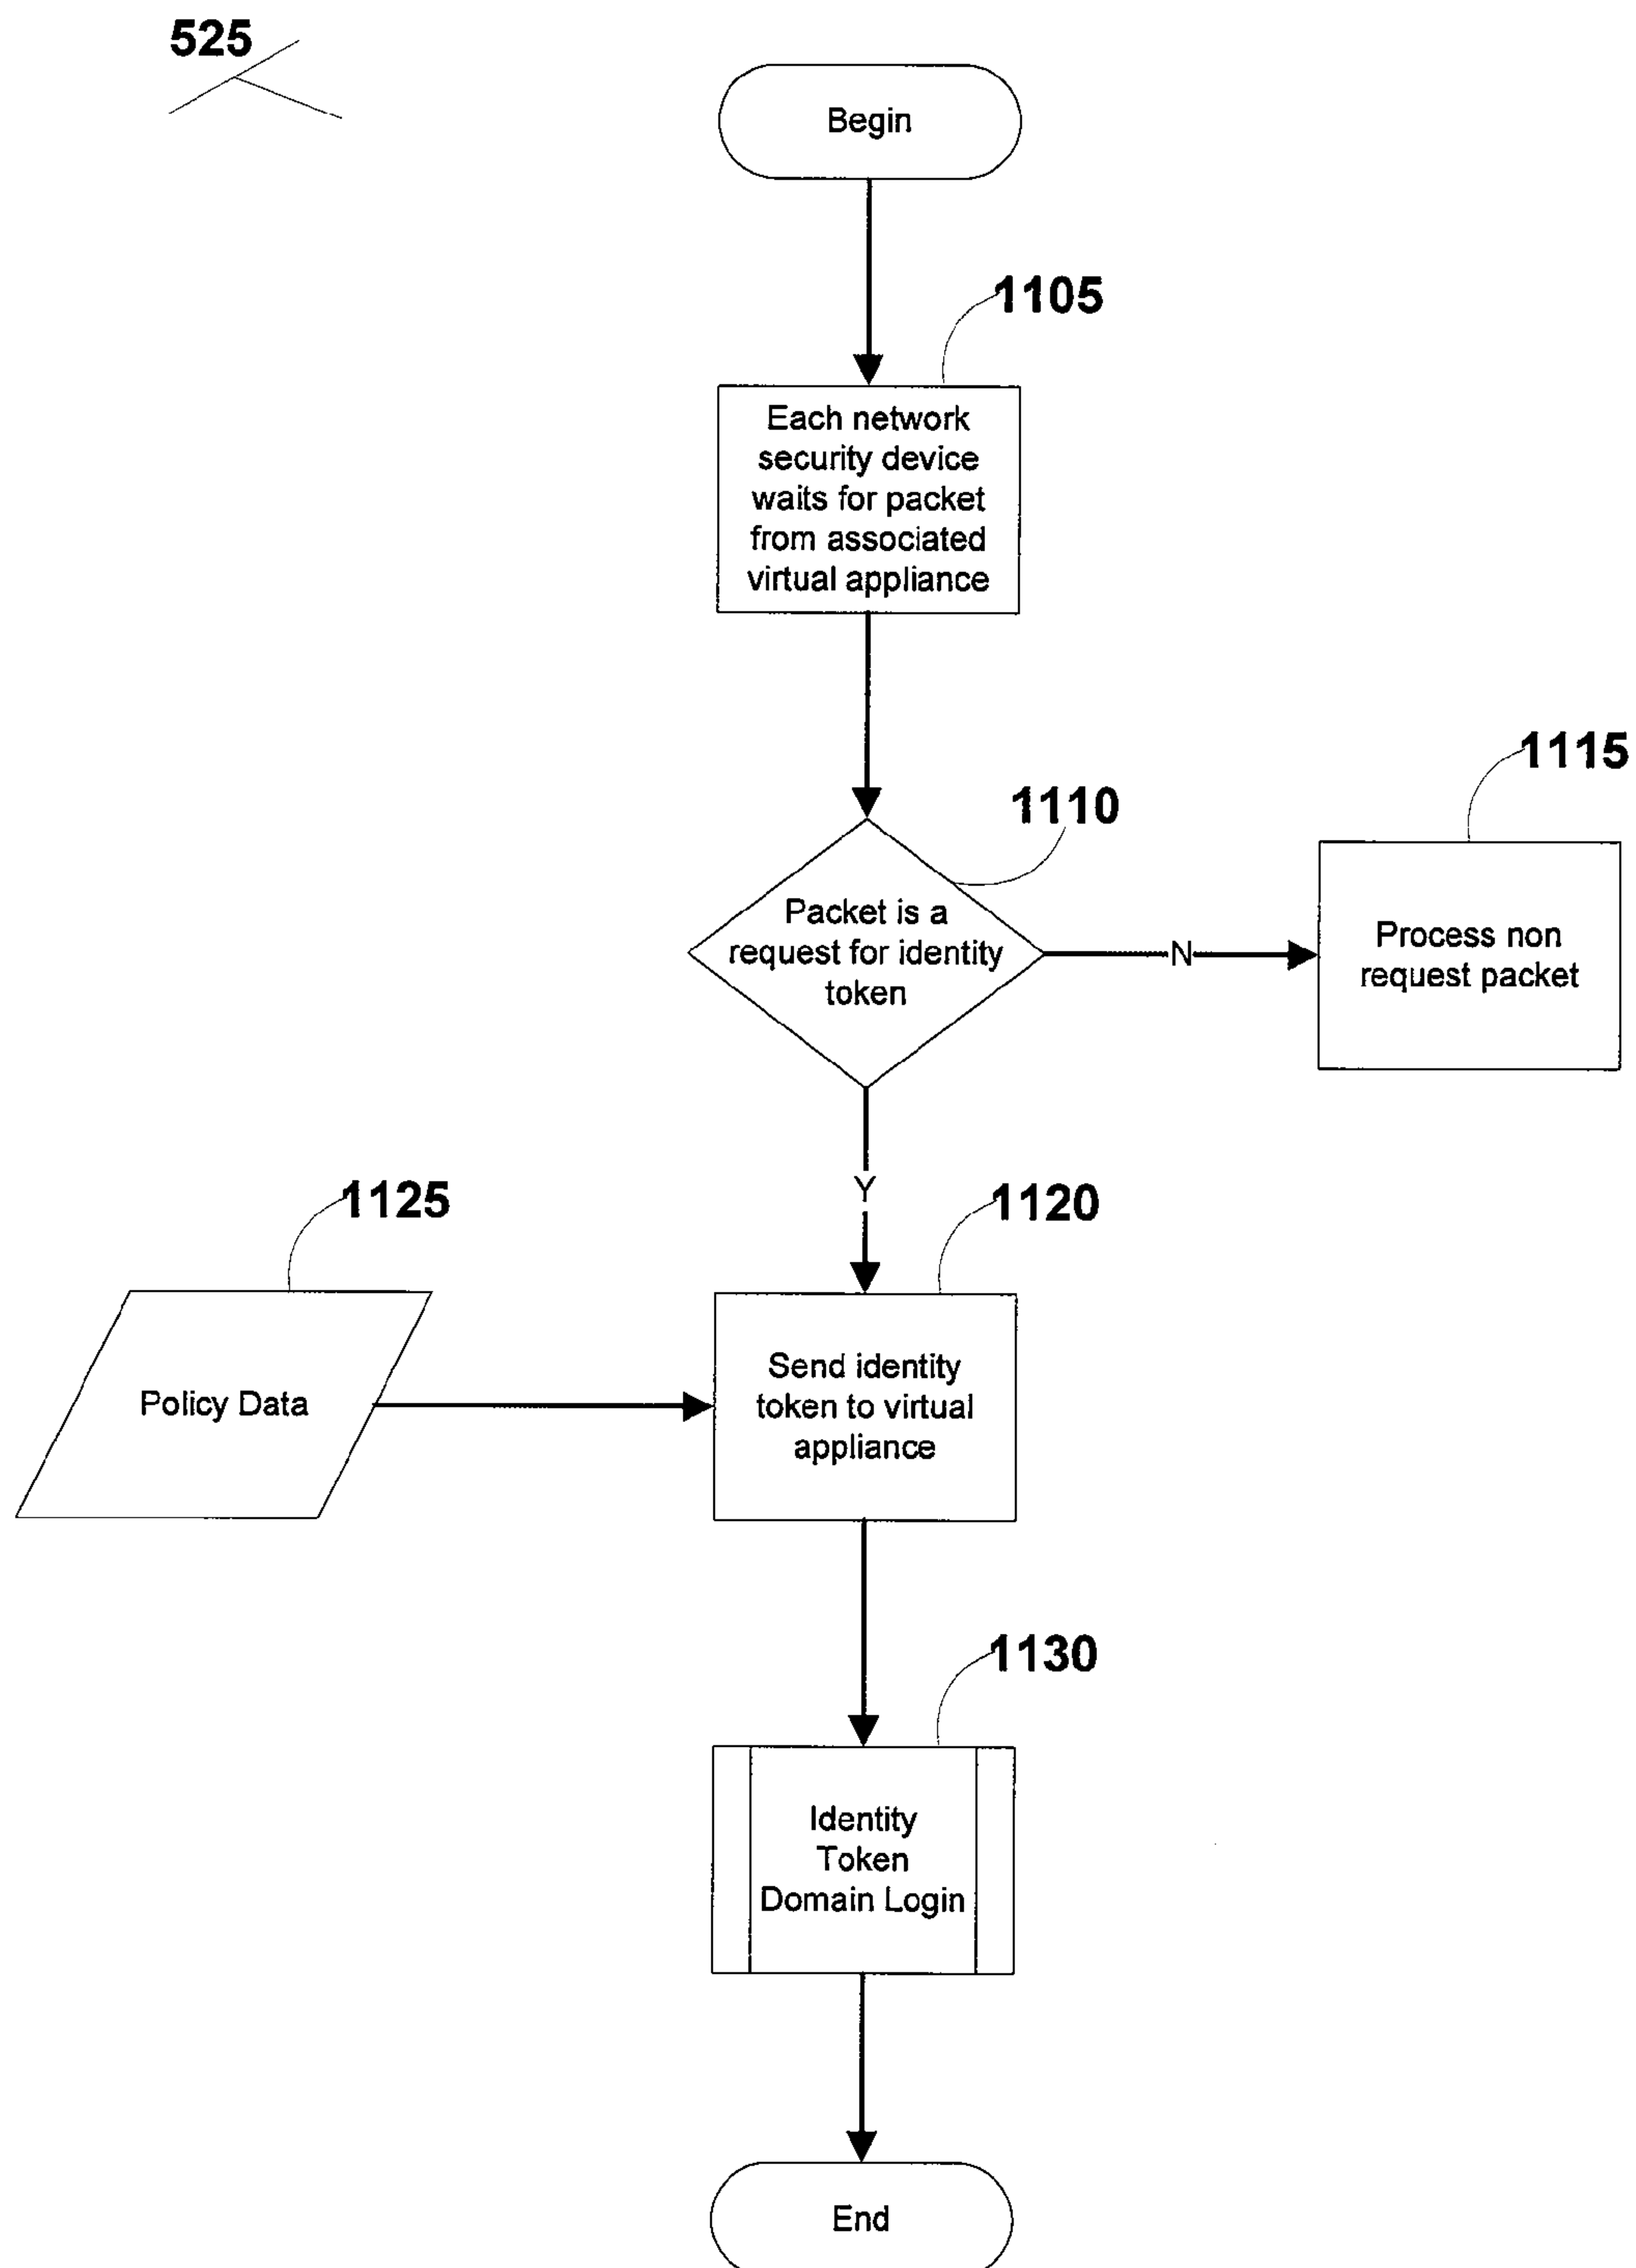 525
Begin
1105
Each network
security device
waits for packet
from associated
virtual appliance
1110
1115
Packet is a
request for identity
token
N
Process non
request packet
Y
1125
1120
Policy Data
Send identity
token to virtual
appliance
1130
Identity
Token
Domain Login
End